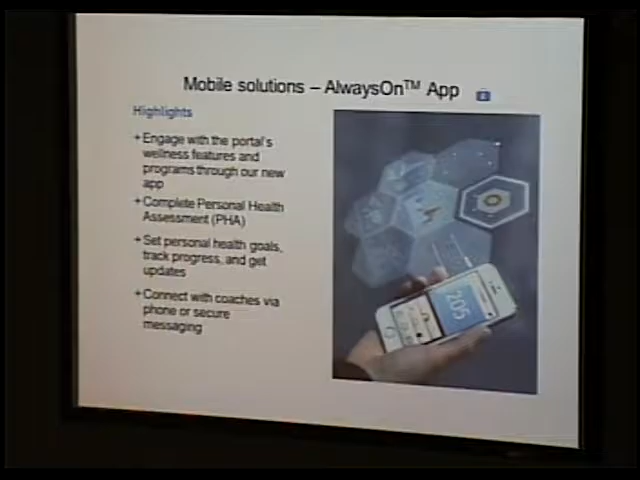 Mobile solutions – AlwaysOn™ App
Highlights
+Engage with the portal's
wellness features and
programs through our new
app
+Complete Personal Health
Assessment (PHA)
+Set personal health goals,
track progress, and get
updates
+Connect with coaches via
phone or secure
messaging
205